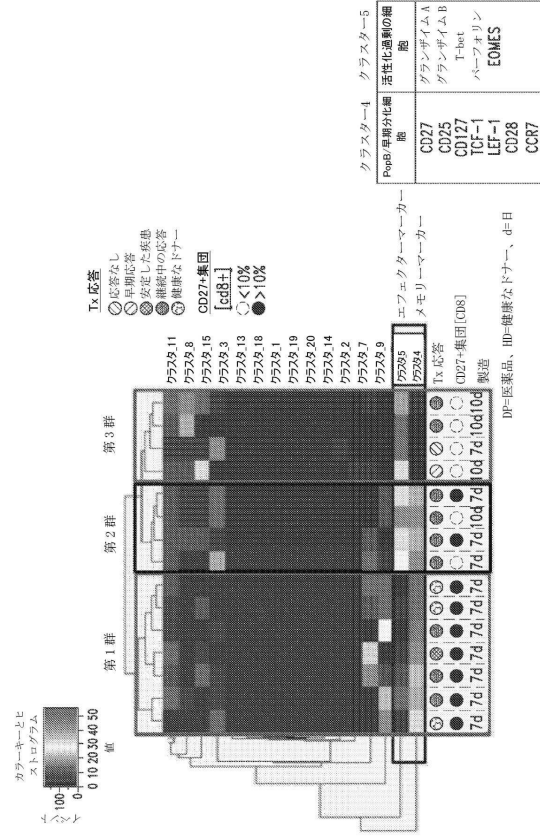 カラーキーとヒ
ストグラム
イベント
100
0
0 10 20 30 40 50
値
Tx 応答
応答なし
早期応答
安定した疾患
継続中の応答
健康なドナー
CD27+集団
[cd8+]
<10%
>10%
第1群
第2群
第3群
クラスタ_11
クラスタ_8
クラスタ_15
クラスタ_3
クラスタ_13
クラスタ_18
クラスタ_1
クラスタ_19
クラスタ_20
クラスタ_14
クラスタ_2
クラスタ_7
クラスタ_9
クラスタ5
クラスタ4
エフェクターマーカー
メモリーマーカー
Tx 応答
CD27+集団[CD8]
7d 7d 7d 7d 7d 7d 7d 7d 7d 10d 7d 10d 7d 10d 10d
製造
DP=医薬品、HD=健康なドナー、d=日
クラスター4
クラスター5
PopB/早期分化細
胞
活性化過剰の細
胞
CD27
CD25
CD127
TCF-1
LEF-1
CD28
CCR7
グランザイム A
グランザイム B
T-bet
パーフォリン
EOMES